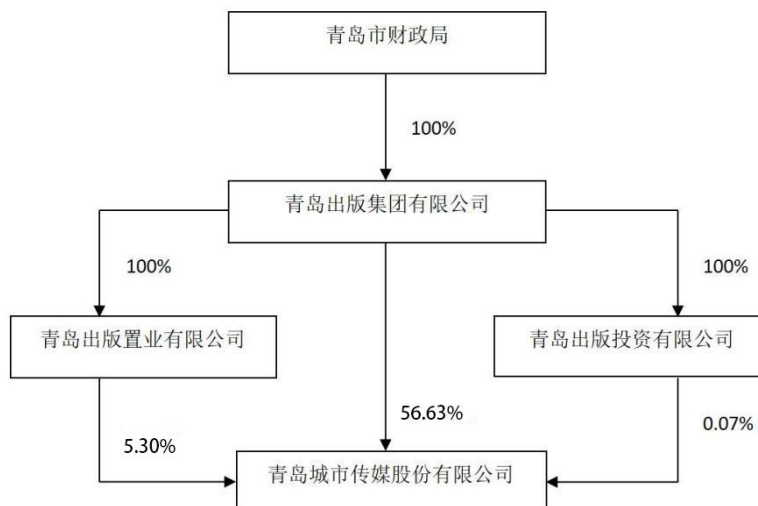 青岛市财政局
100%
青岛出版集团有限公司
100%
100%
青岛出版置业有限公司
青岛出版投资有限公司
5.30%
56.63%
0.07%
青岛城市传媒股份有限公司